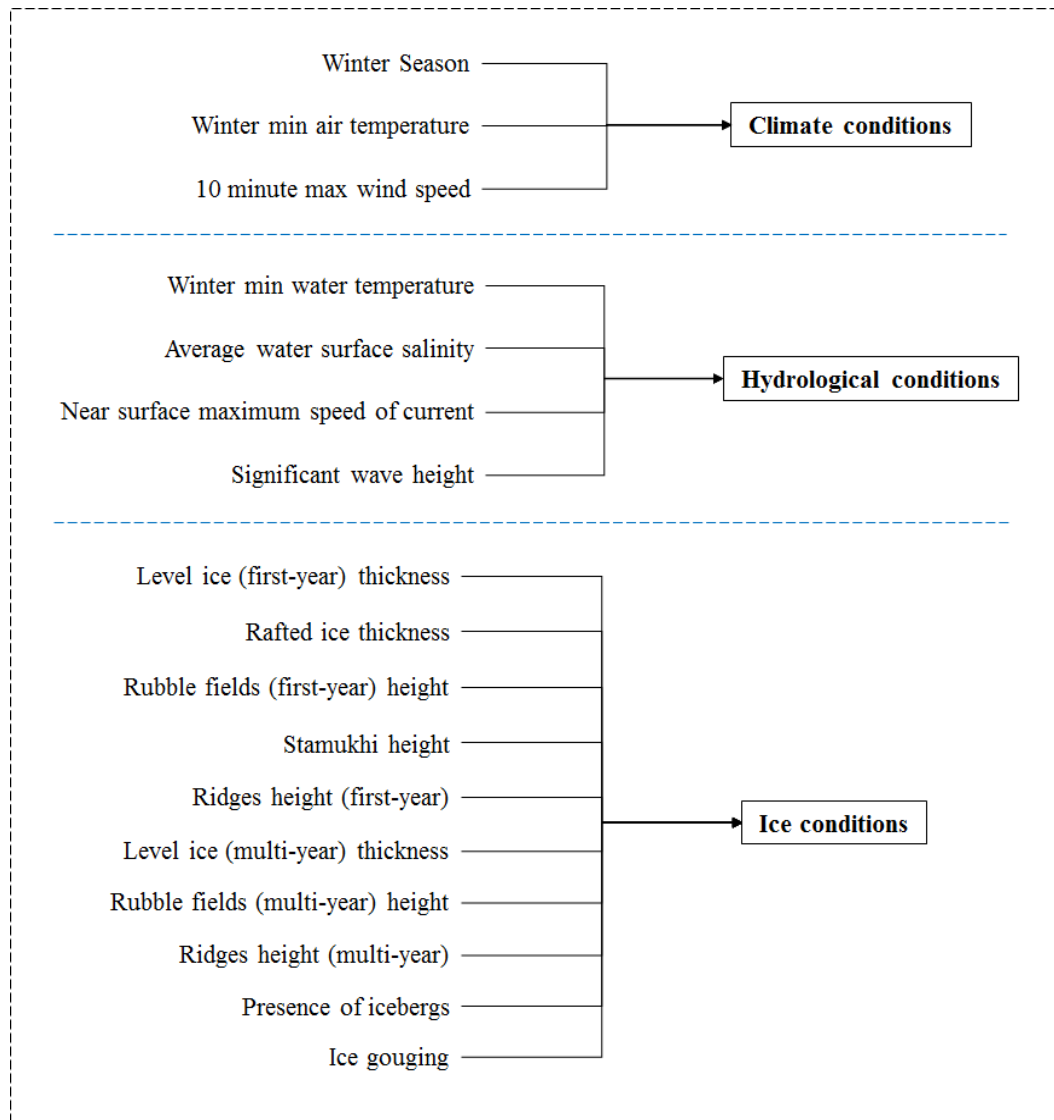 Winter Season
Winter min air temperature
10 minute max wind speed
Climate conditions
Winter min water temperature
Average water surface salinity
Near surface maximum speed of current
Significant wave height
Hydrological conditions
Level ice (first-year) thickness
Rafted ice thickness
Rubble fields (first-year) height
Stamukhi height
Ridges height (first-year)
Level ice (multi-year) thickness
Rubble fields (multi-year) height
Ridges height (multi-year)
Presence of icebergs
Ice gouging
Ice conditions